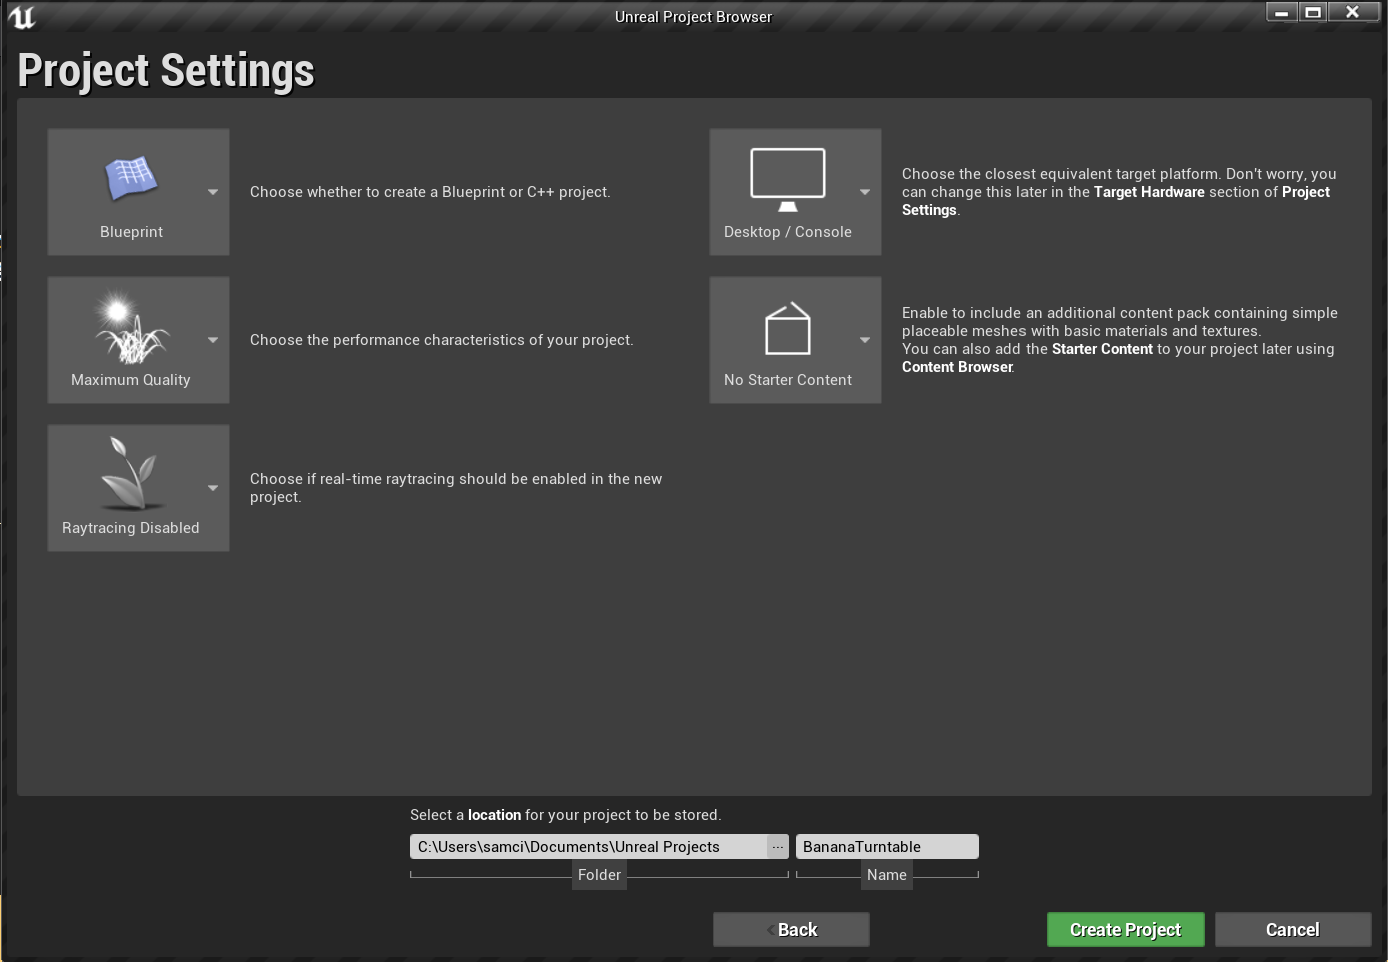 Unreal Project Browser
Project Settings
Blueprint
Choose whether to create a Blueprint or C++ project.
Desktop / Console
Choose the closest equivalent target platform. Don't worry, you
can change this later in the Target Hardware section of Project
Settings.
Maximum Quality
Choose the performance characteristics of your project.
No Starter Content
Enable to include an additional content pack containing simple
placeable meshes with basic materials and textures.
You can also add the Starter Content to your project later using
Content Browser.
Raytracing Disabled
Choose if real-time raytracing should be enabled in the new
project.
Select a location for your project to be stored.
C:\Users\samci\Documents\Unreal Projects
...
BananaTurntable
Folder
Name
Back
Create Project
Cancel